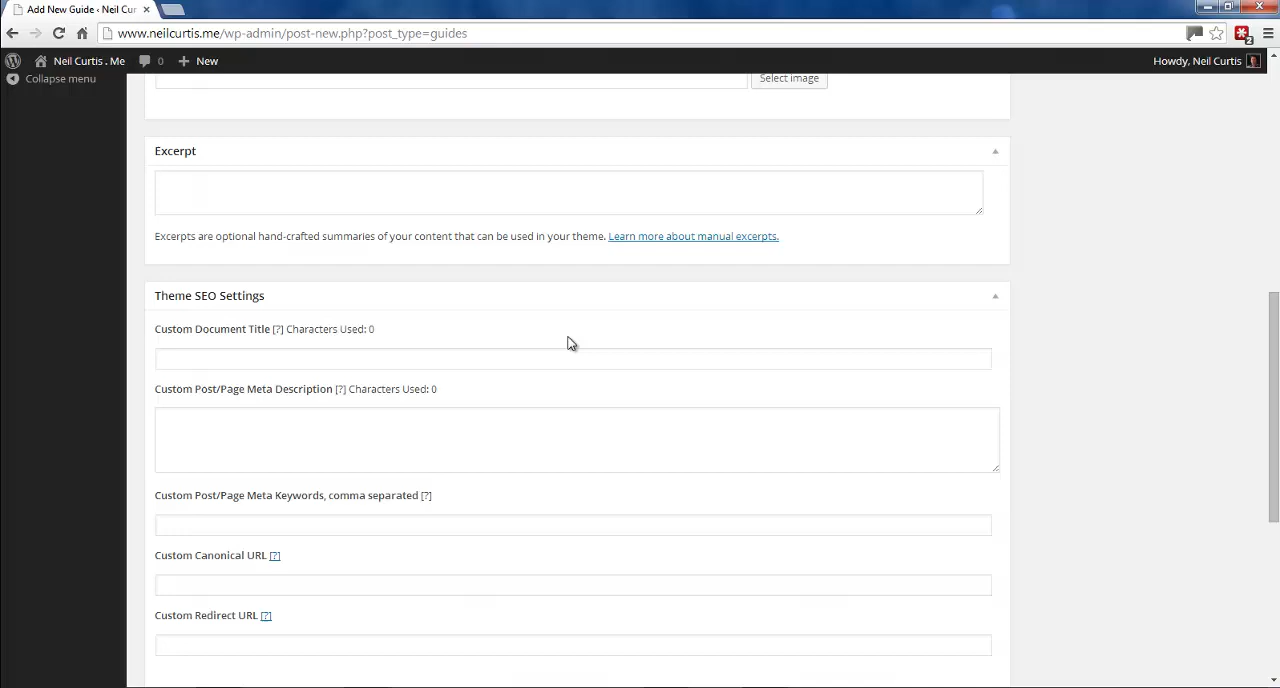 Add New Guide ‹ Neil Cur
www.neilcurtis.me/wp-admin/post-new.php?post_type=guides
2
Neil Curtis . Me 0 New Howdy, Neil Curtis
Collapse menu
Select image
Excerpt
Excerpts are optional hand-crafted summaries of your content that can be used in your theme. Learn more about manual excerpts.
Theme SEO Settings
Custom Document Title [?] Characters Used: 0
Custom Post/Page Meta Description [?] Characters Used: 0
Custom Post/Page Meta Keywords, comma separated [?]
Custom Canonical URL [?]
Custom Redirect URL [?]